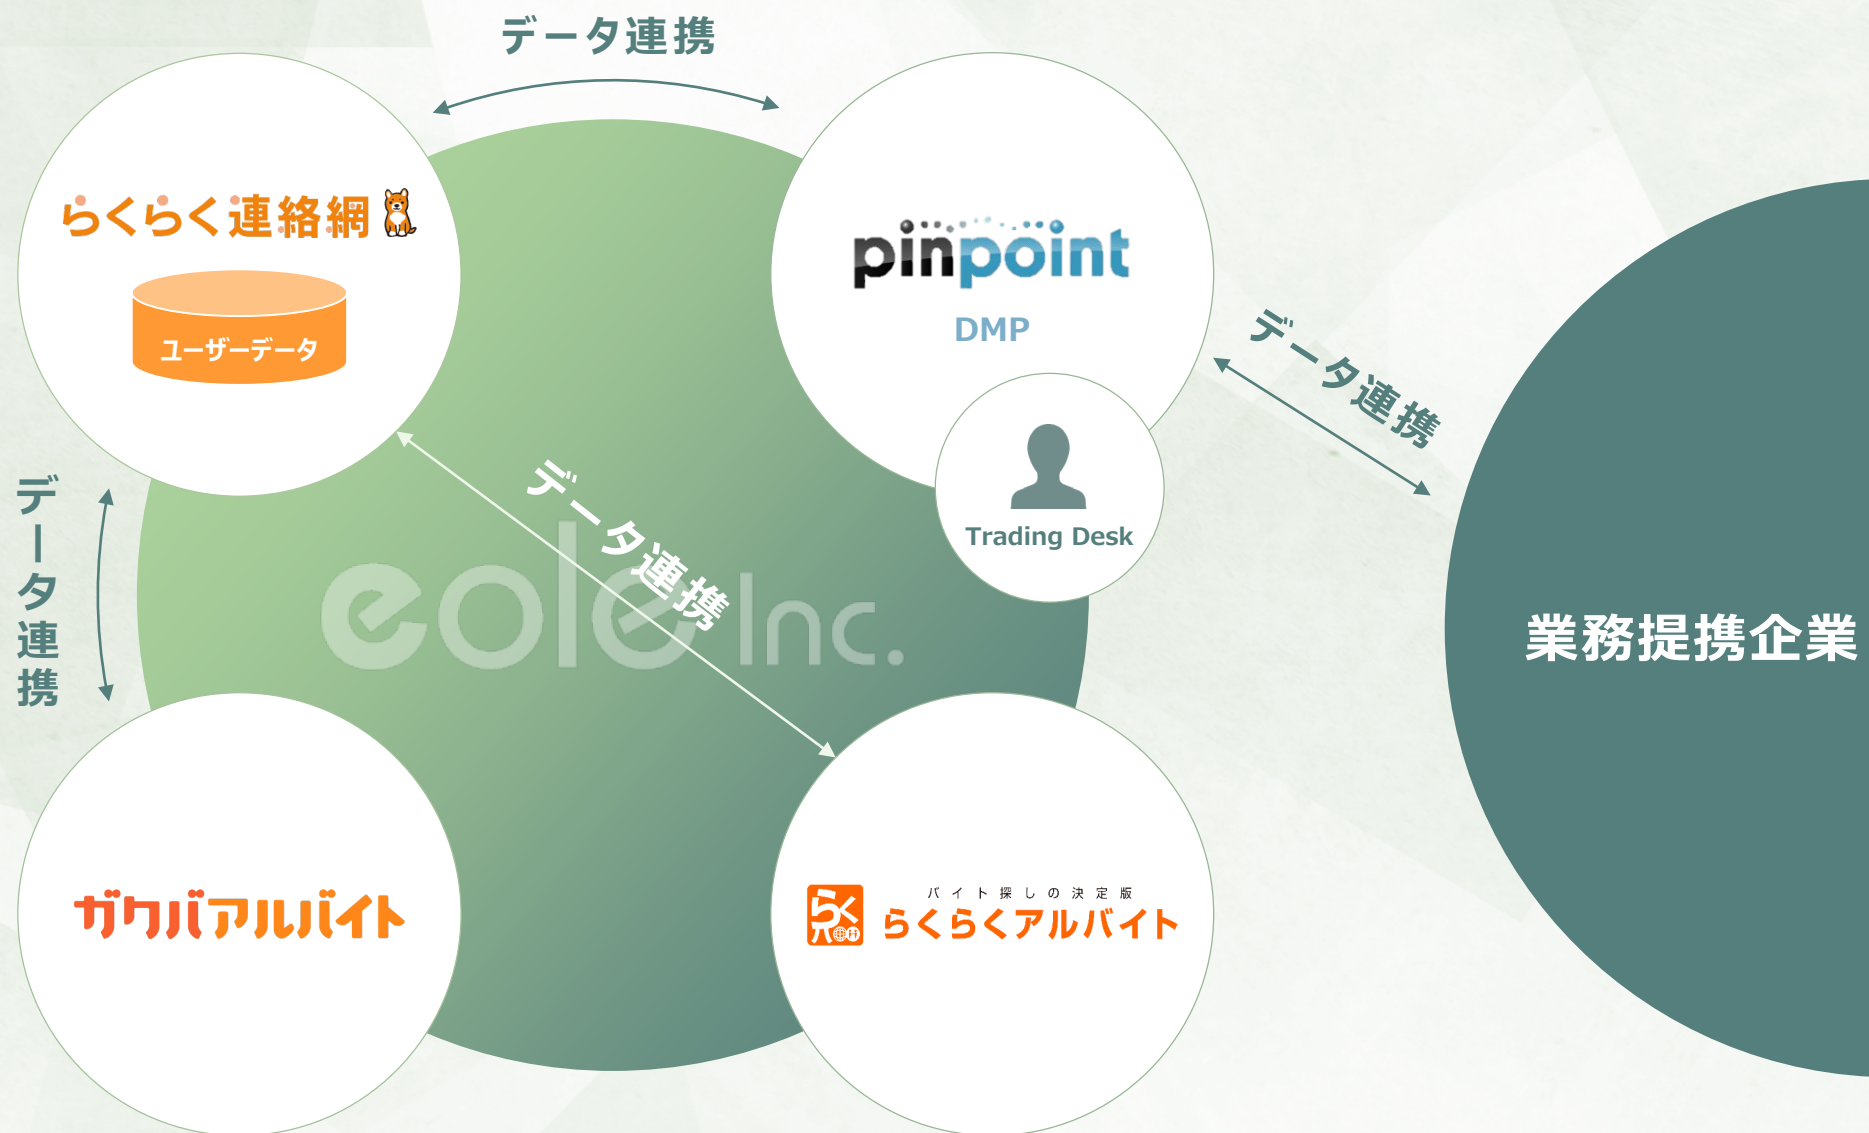 データ連携
らくらく連絡網
ユーザーデータ
pinpoint
DMP
Trading Desk
データ連携
データ連携
データ連携
eole Inc.
業務提携企業
ガクバアルバイト
らく
バ
バイト探しの決定版
らくらくアルバイト